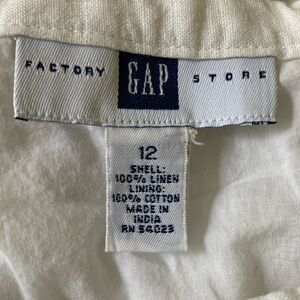 FACTORY GAP STORE
12
SHELL:
100% LINEN
LINING:
100% COTTON
MADE IN
INDIA
RN 54023